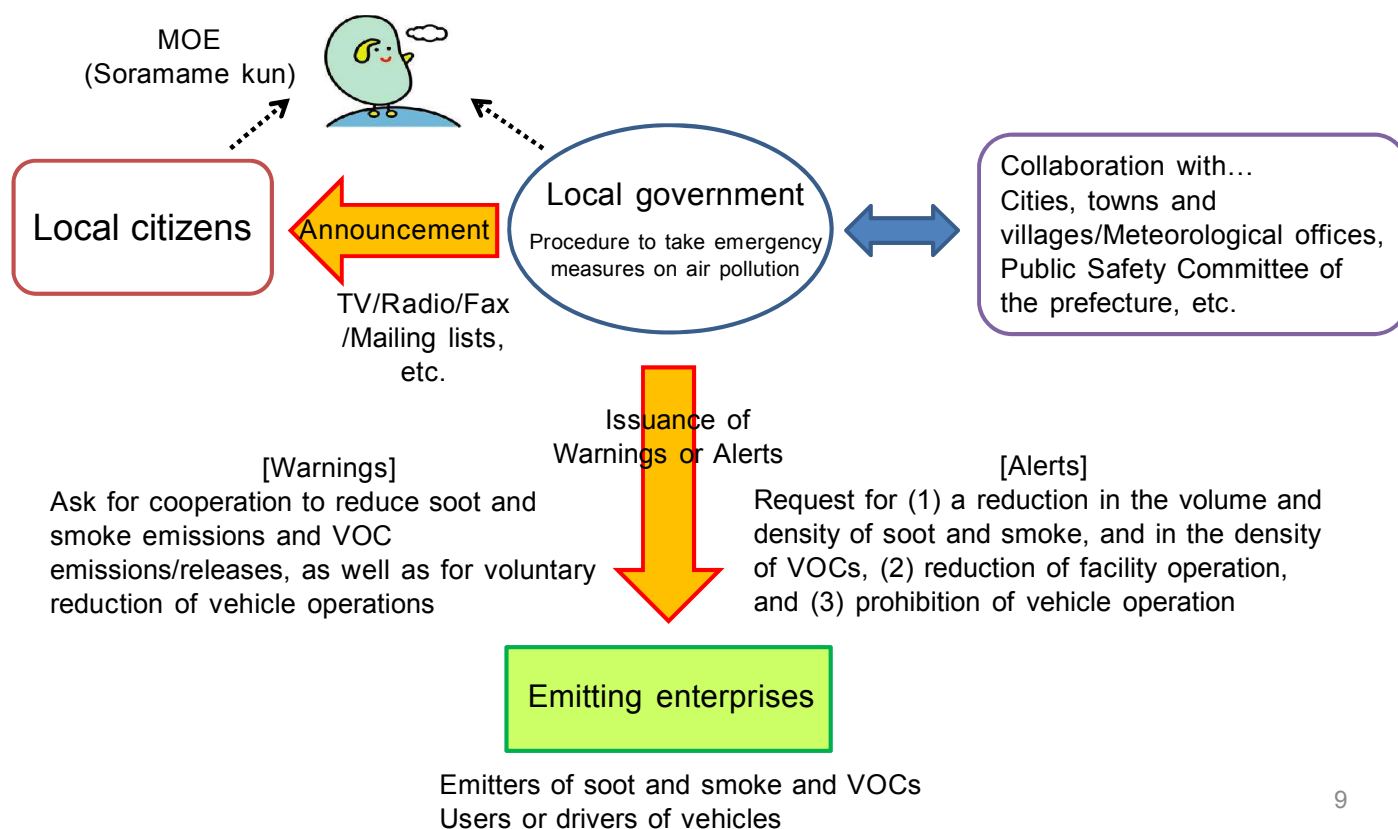 MOE
(Soramame kun)
Local citizens
Announcement
TV/Radio/Fax
/Mailing lists,
etc.
Local government
Procedure to take emergency
measures on air pollution
Collaboration with…
Cities, towns and
villages/Meteorological offices,
Public Safety Committee of
the prefecture, etc.
Issuance of
Warnings or Alerts
[Warnings]
Ask for cooperation to reduce soot and
smoke emissions and VOC
emissions/releases, as well as for voluntary
reduction of vehicle operations
[Alerts]
Request for (1) a reduction in the volume and
density of soot and smoke, and in the density
of VOCs, (2) reduction of facility operation,
and (3) prohibition of vehicle operation
Emitting enterprises
Emitters of soot and smoke and VOCs
Users or drivers of vehicles
9